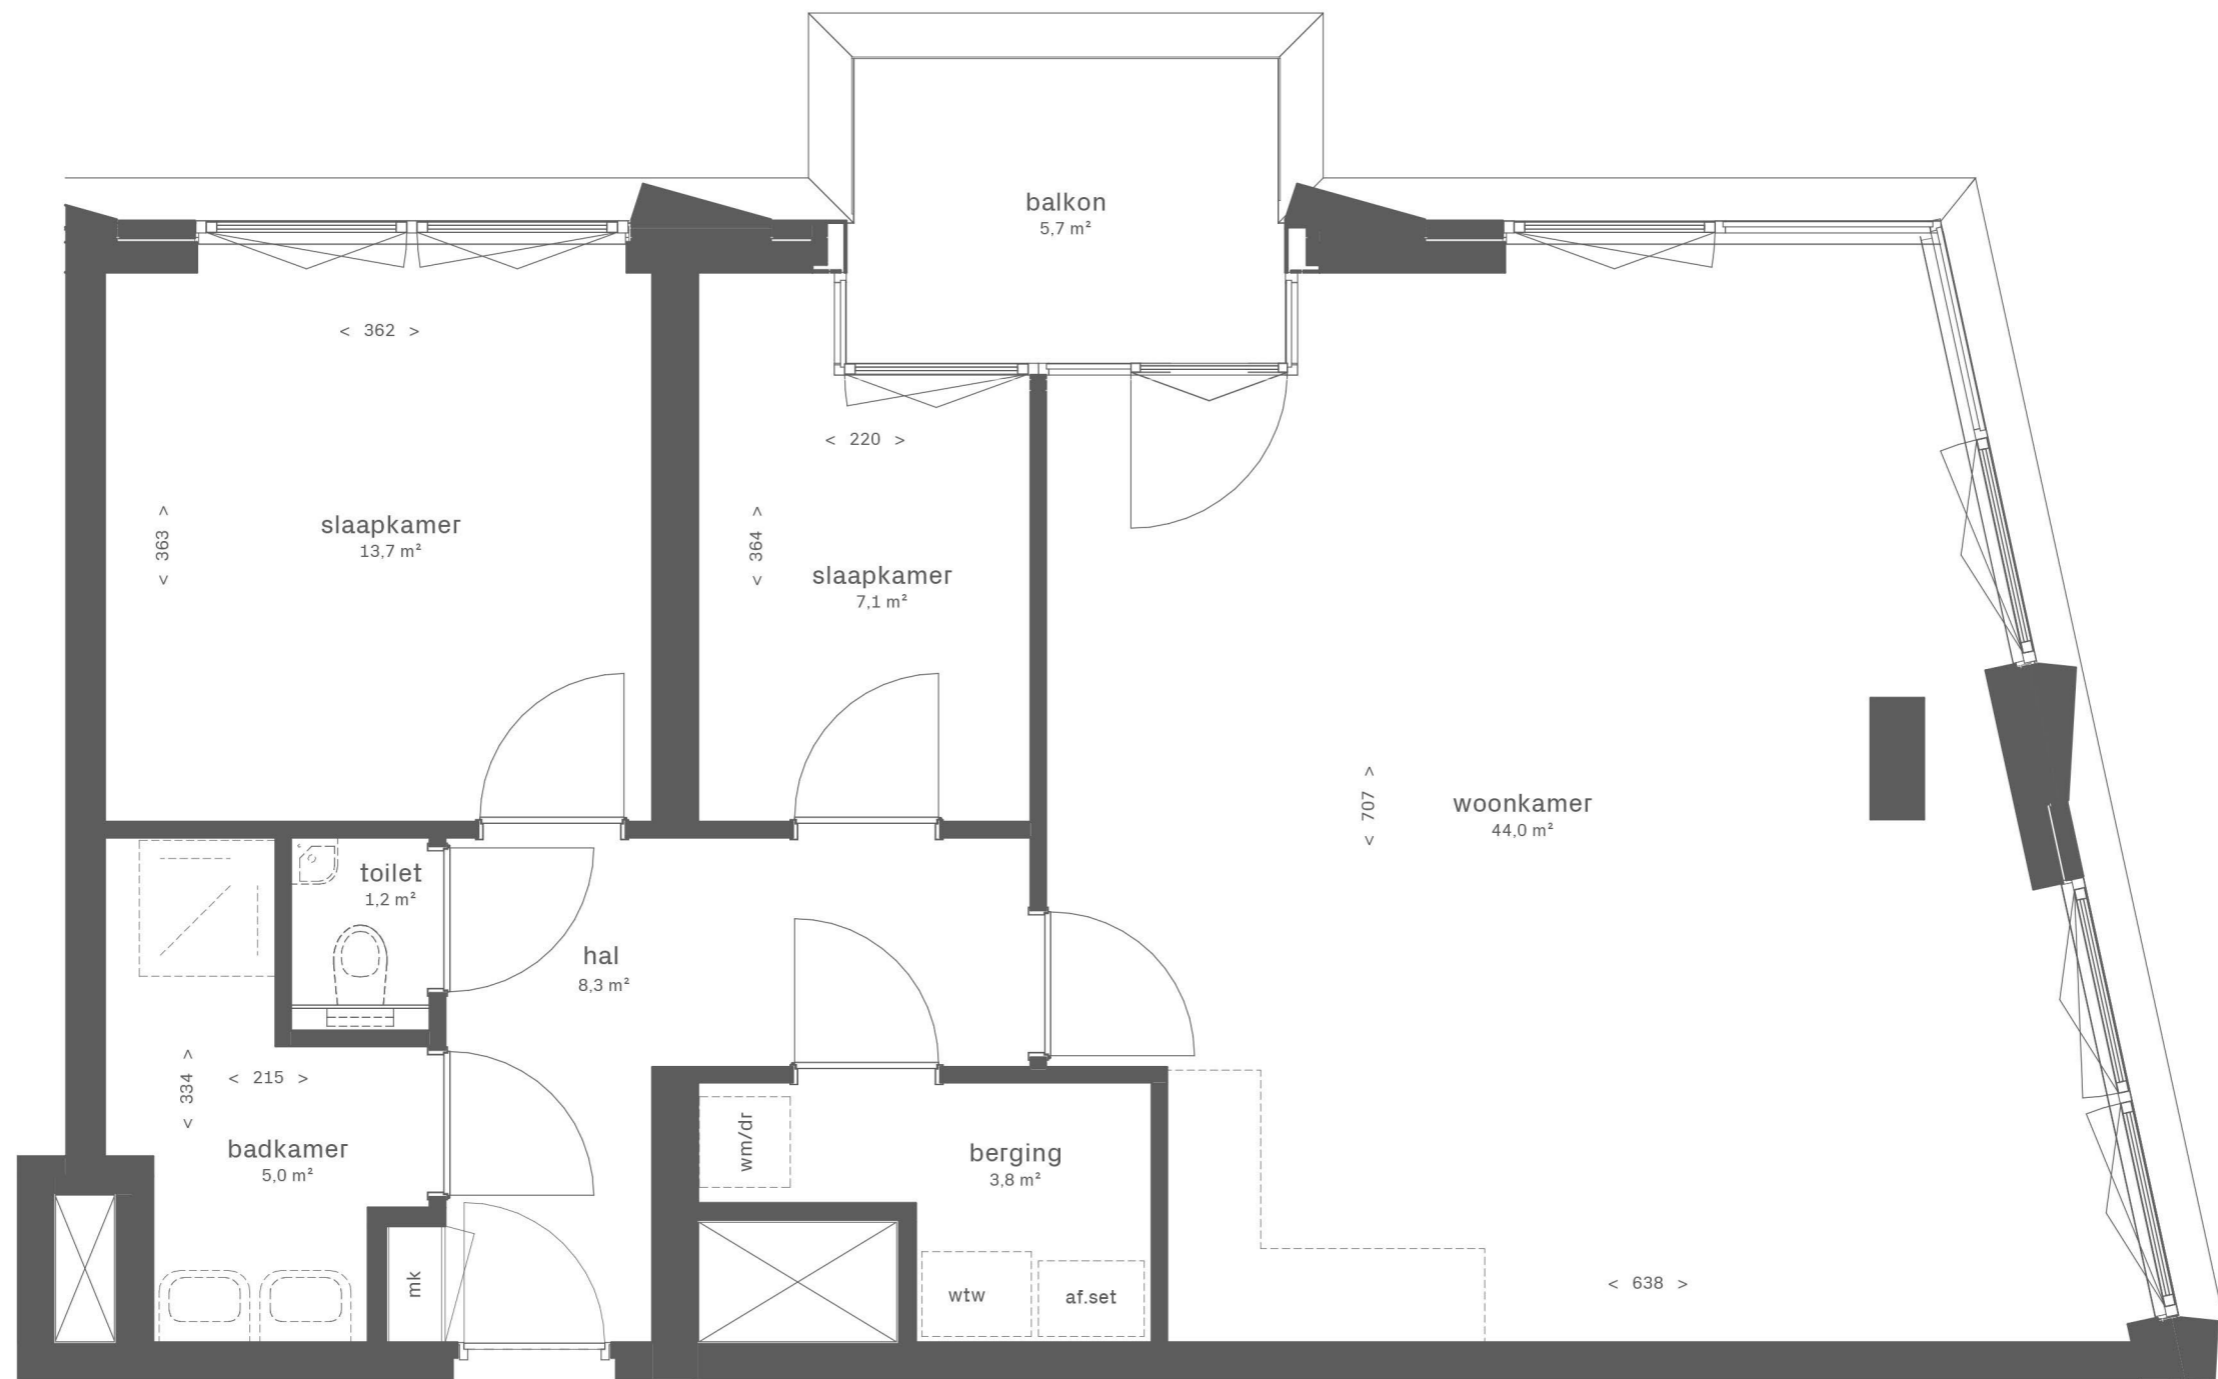 balkon
5,7 m²
< 362 >
< 220 >
< 363 >
slaapkamer
13,7 m²
< 364 >
slaapkamer
7,1 m²
< 707 >
woonkamer
44,0 m²
toilet
1,2 m²
hal
8,3 m²
< 334 >
< 215 >
badkamer
5,0 m²
wm/dr
berging
3,8 m²
mk
wtw
af.set
< 638 >